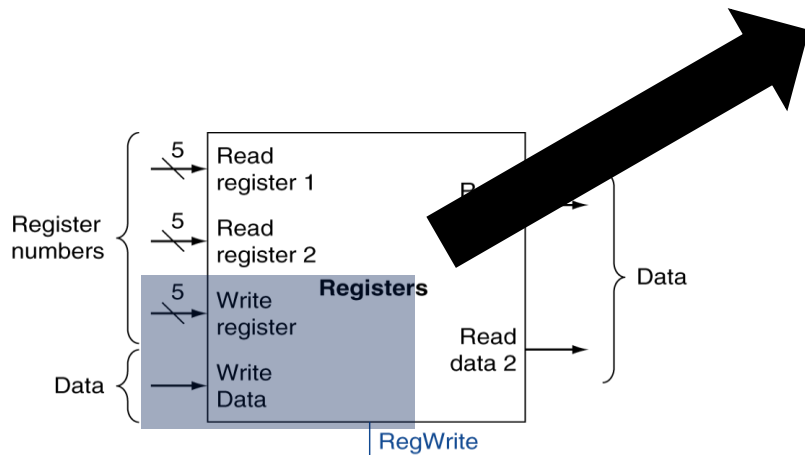 5
Read
register 1
5
Read
register 2
Register
numbers
5
Write
register
Registers
Data
Write
Data
Read
data 2
Data
RegWrite